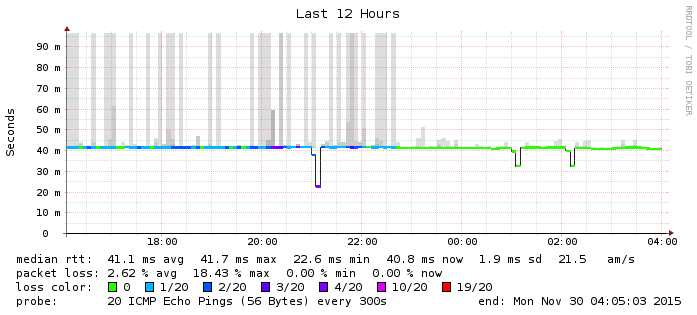 Last 12 Hours
RRDTOOL / TOBI OETIKER
Seconds
90 m
80 m
70 m
60 m
50 m
40 m
30 m
20 m
10 m
0
18:00 20:00 22:00 00:00 02:00 04:00
median rtt: 41.1 ms avg 41.7 ms max 22.6 ms min 40.8 ms now 1.9 ms sd 21.5 am/s
packet loss: 2.62 % avg 18.43 % max 0.00 % min 0.00 % now
loss color: 0 1/20 2/20 3/20 4/20 10/20 19/20
probe: 20 ICMP Echo Pings (56 Bytes) every 300s end: Mon Nov 30 04:05:03 2015